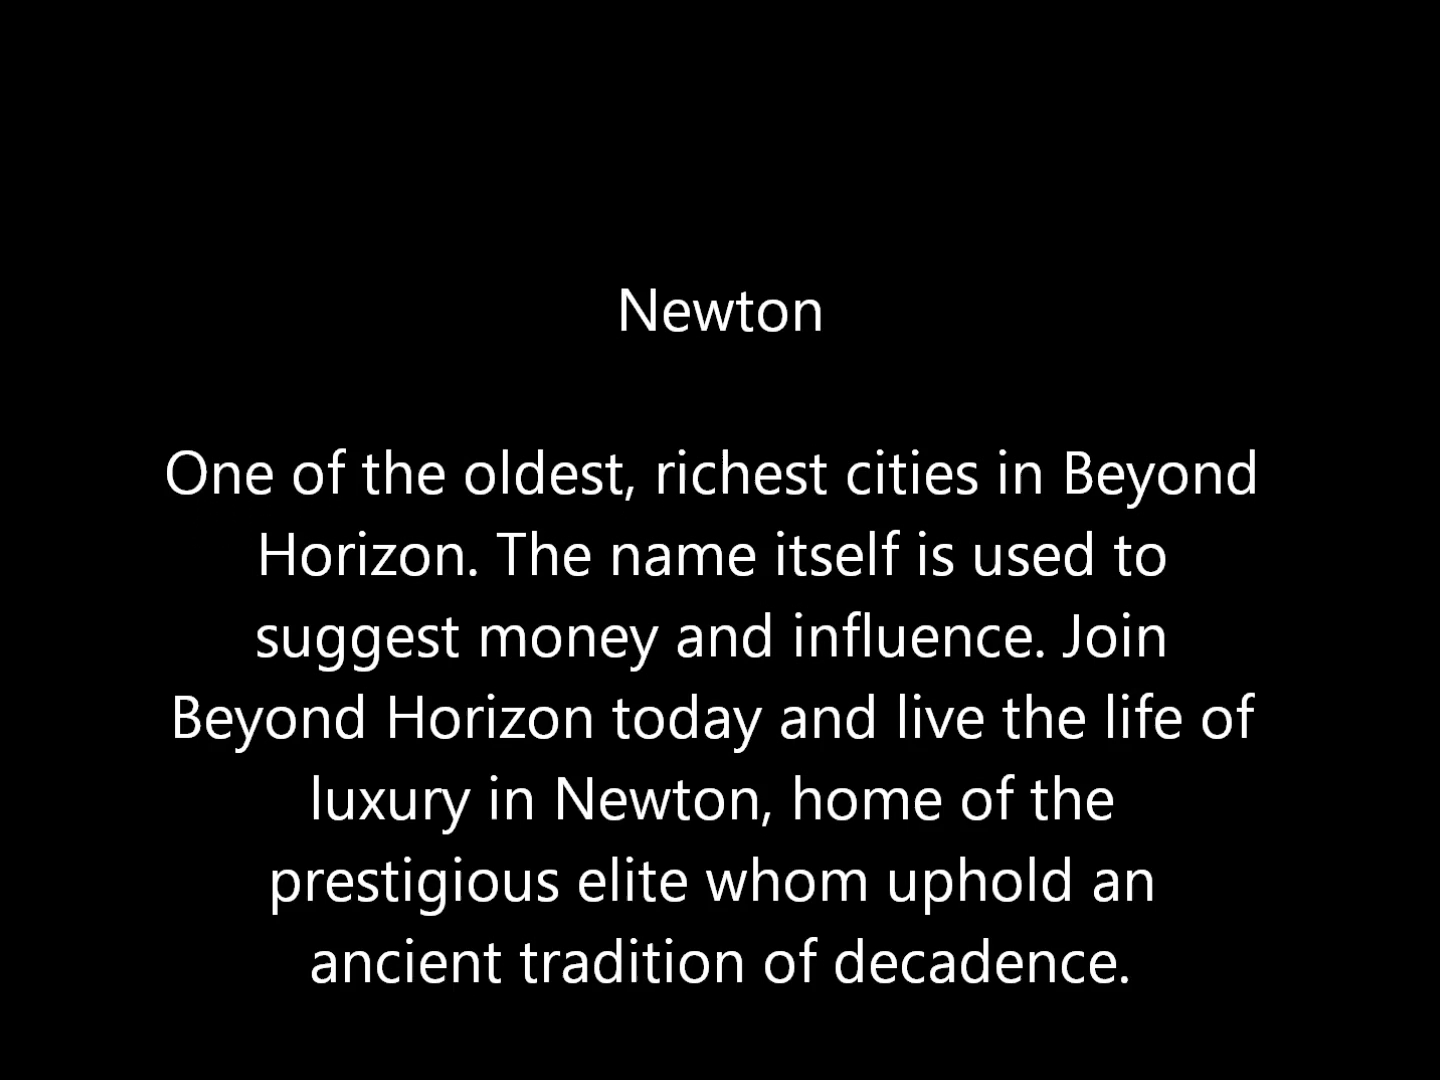 Newton
One of the oldest, richest cities in Beyond
Horizon. The name itself is used to
suggest money and influence. Join
Beyond Horizon today and live the life of
luxury in Newton, home of the
prestigious elite whom uphold an
ancient tradition of decadence.